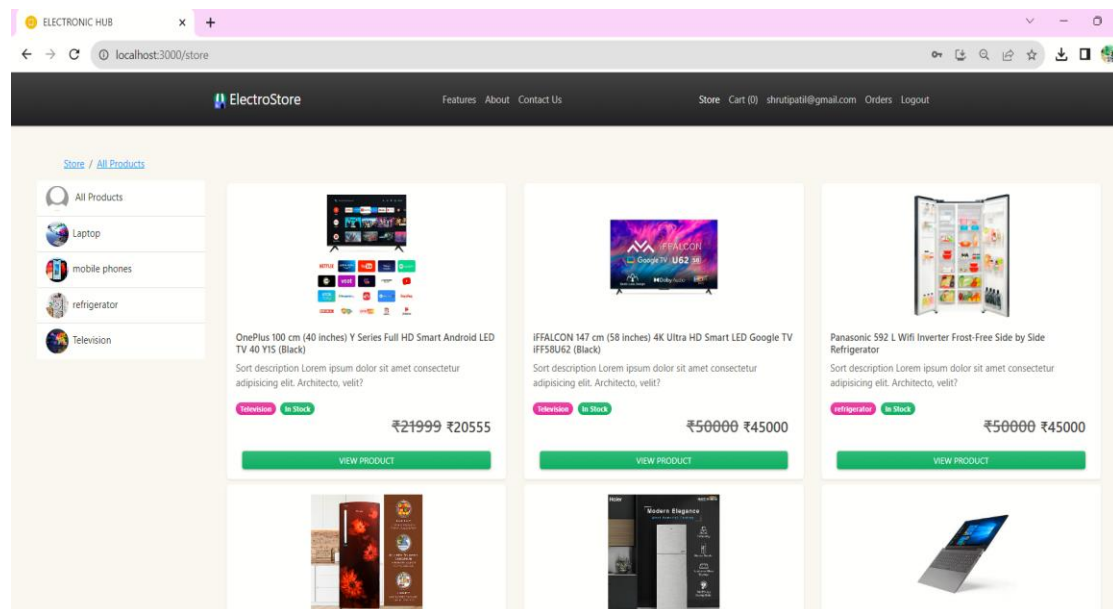 ELECTRONIC HUB
localhost:3000/store
ElectroStore
Features About Contact Us
Store Cart (0) shrutipatil@gmail.com Orders Logout
Store / All Products
All Products
Laptop
mobile phones
refrigerator
Television
iFFALCON
Google TV U62
OnePlus 100 cm (40 inches) Y Series Full HD Smart Android LED
TV 40 Y1S (Black)
Sort description Lorem ipsum dolor sit amet consectetur
adipisicing elit. Architecto, velit?
Television In Stock
₹21999 ₹20555
VIEW PRODUCT
iFFALCON 147 cm (58 inches) 4K Ultra HD Smart LED Google TV
iFF58U62 (Black)
Sort description Lorem ipsum dolor sit amet consectetur
adipisicing elit. Architecto, velit?
Television In Stock
₹50000 ₹45000
VIEW PRODUCT
Panasonic 592 L Wifi Inverter Frost-Free Side by Side
Refrigerator
Sort description Lorem ipsum dolor sit amet consectetur
adipisicing elit. Architecto, velit?
refrigerator In Stock
₹50000 ₹45000
VIEW PRODUCT
Modern Elegance